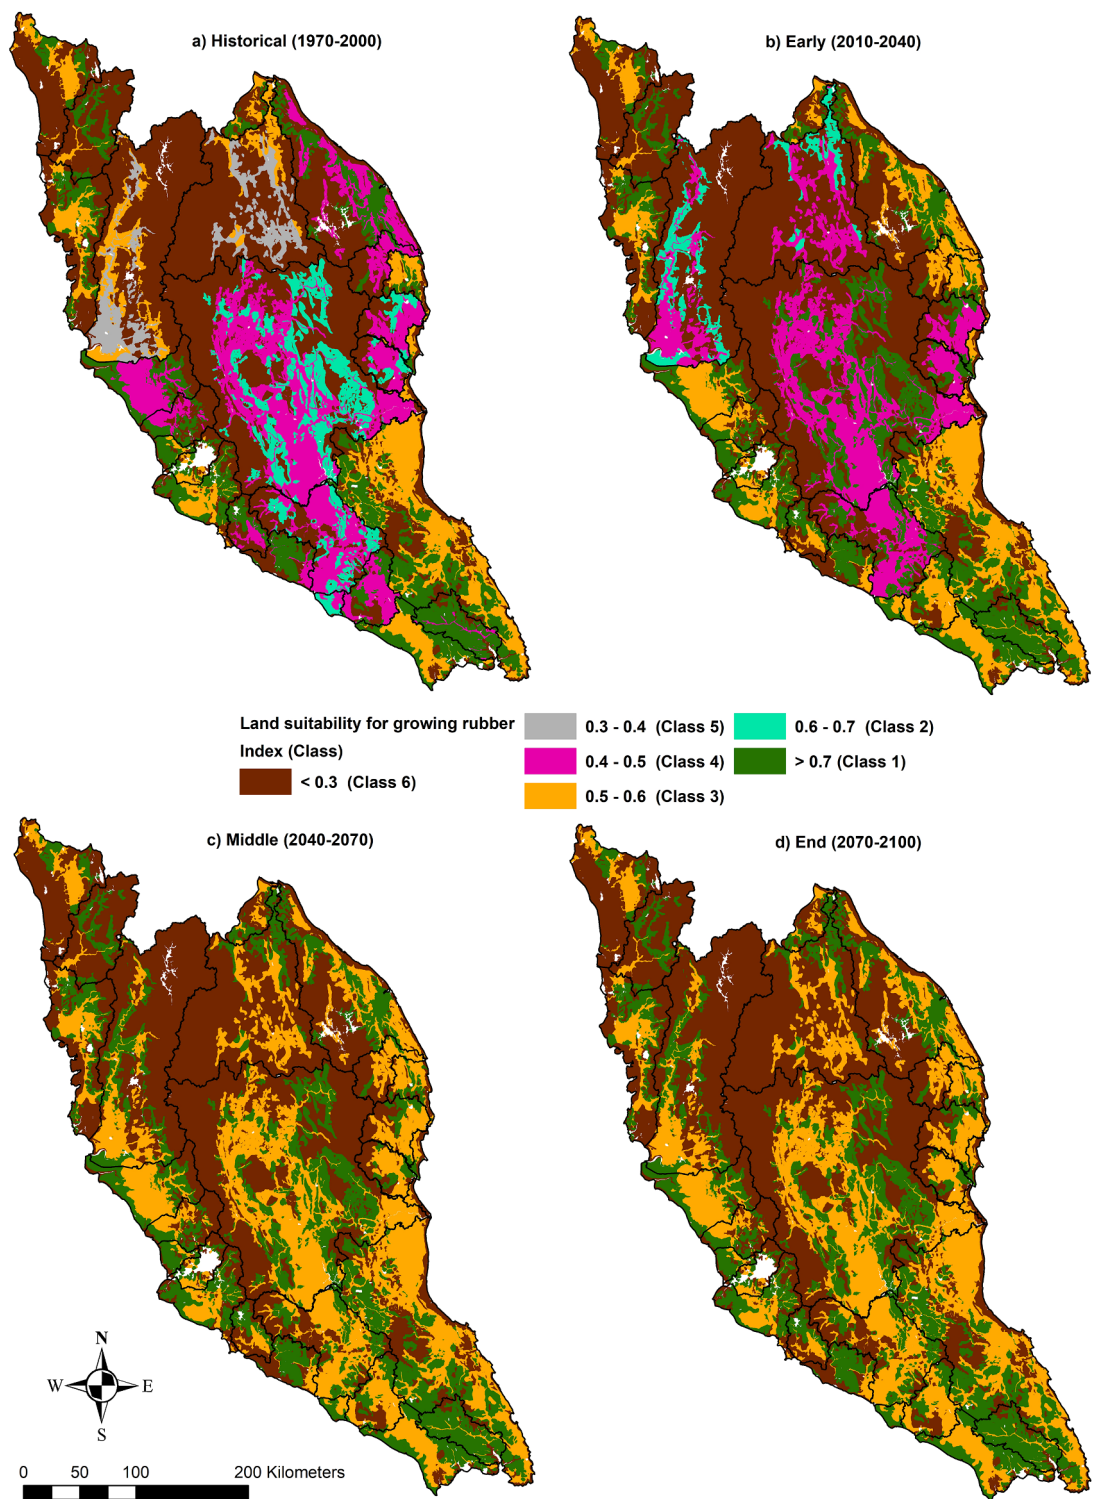 a) Historical (1970-2000)
b) Early (2010-2040)
Land suitability for growing rubber
Index (Class)
< 0.3 (Class 6)
0.3 - 0.4 (Class 5)
0.4 - 0.5 (Class 4)
0.5 - 0.6 (Class 3)
0.6 - 0.7 (Class 2)
> 0.7 (Class 1)
c) Middle (2040-2070)
d) End (2070-2100)
N
W E
S
0 50 100 200 Kilometers